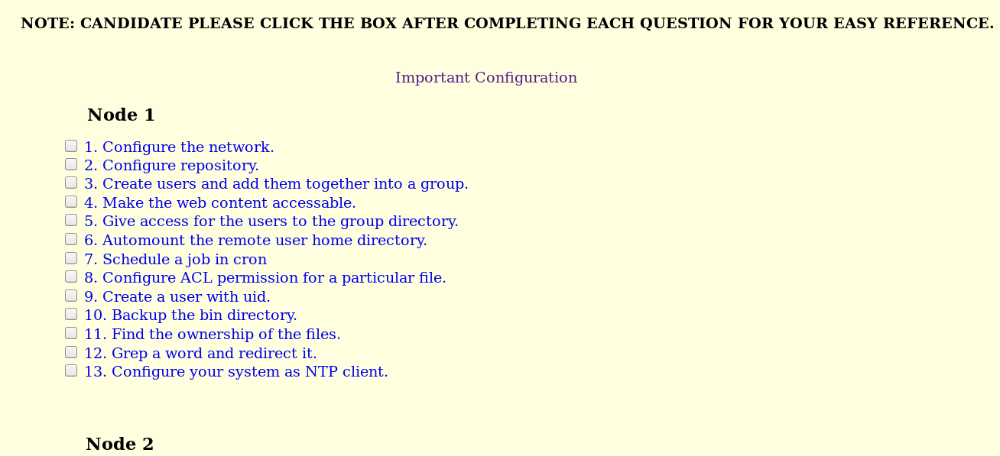 NOTE: CANDIDATE PLEASE CLICK THE BOX AFTER COMPLETING EACH QUESTION FOR YOUR EASY REFERENCE.
Important Configuration
Node 1
1. Configure the network.
2. Configure repository.
3. Create users and add them together into a group.
4. Make the web content accessable.
5. Give access for the users to the group directory.
6. Automount the remote user home directory.
7. Schedule a job in cron
8. Configure ACL permission for a particular file.
9. Create a user with uid.
10. Backup the bin directory.
11. Find the ownership of the files.
12. Grep a word and redirect it.
13. Configure your system as NTP client.
Node 2